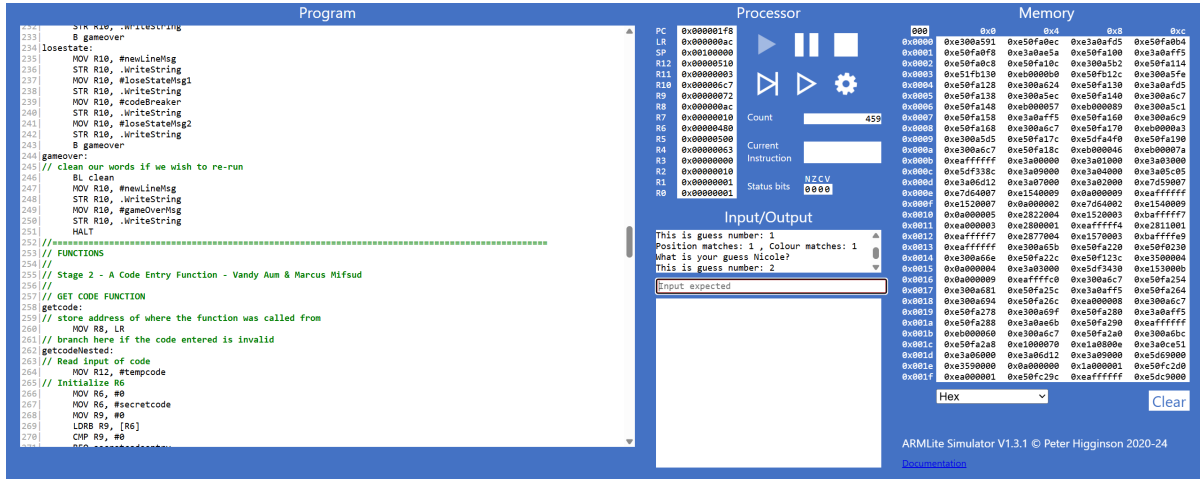 Program
232| STR R10, .WriteString
233| B gameover
234|losestate:
235| MOV R10, #newLineMsg
236| STR R10, .WriteString
237| MOV R10, #loseStateMsg1
238| STR R10, .WriteString
239| MOV R10, #codeBreaker
240| STR R10, .WriteString
241| MOV R10, #loseStateMsg2
242| STR R10, .WriteString
243| B gameover
244|gameover:
245|// clean our words if we wish to re-run
246| BL clean
247| MOV R10, #newLineMsg
248| STR R10, .WriteString
249| MOV R10, #gameOverMsg
250| STR R10, .WriteString
251| HALT
252|//=====================================================================================
253|// FUNCTIONS
254|//
255|// Stage 2 - A Code Entry Function - Vandy Aum & Marcus Mifsud
256|//
257|// GET CODE FUNCTION
258|getcode:
259|// store address of where the function was called from
260| MOV R8, LR
261|// branch here if the code entered is invalid
262|getcodeNested:
263|// Read input of code
264| MOV R12, #tempcode
265|// Initialize R6
266| MOV R6, #0
267| MOV R6, #secretcode
268| MOV R9, #0
269| LDRB R9, [R6]
270| CMP R9, #0
271| BEQ secretcodeentry
Processor
PC 0x000001f8
LR 0x000000ac
SP 0x00100000
R12 0x00000510
R11 0x00000003
R10 0x000006c7
R9 0x00000072
R8 0x000000ac
R7 0x00000010
R6 0x00000480
R5 0x00000500
R4 0x00000063
R3 0x00000000
R2 0x00000010
R1 0x00000001
R0 0x00000001
Count 459
Current
Instruction
Status bits
NZCV
0000
Input/Output
This is guess number: 1
Position matches: 1 , Colour matches: 1
What is your guess Nicole?
This is guess number: 2
Input expected
Memory
000 0x0 0x4 0x8 0xc
0x0000 0xe300a591 0xe50fa0ec 0xe3a0afd5 0xe50fa0b4
0x0001 0xe50fa0f8 0xe3a0ae5a 0xe50fa100 0xe3a0aff5
0x0002 0xe50fa0c8 0xe50fa10c 0xe300a5b2 0xe50fa114
0x0003 0xe51fb130 0xeb0000b0 0xe50fb12c 0xe300a5fe
0x0004 0xe50fa128 0xe300a624 0xe50fa130 0xe3a0afd5
0x0005 0xe50fa138 0xe300a5ec 0xe50fa140 0xe300a6c7
0x0006 0xe50fa148 0xeb000057 0xeb000089 0xe300a5c1
0x0007 0xe50fa158 0xe3a0aff5 0xe50fa160 0xe300a6c9
0x0008 0xe50fa168 0xe300a6c7 0xe50fa170 0xeb0000a3
0x0009 0xe300a5d5 0xe50fa17c 0xe5dfa4f0 0xe50fa190
0x000a 0xe300a6c7 0xe50fa18c 0xeb000046 0xeb00007a
0x000b 0xeaffffff 0xe3a00000 0xe3a01000 0xe3a03000
0x000c 0xe5df338c 0xe3a09000 0xe3a04000 0xe3a05c05
0x000d 0xe3a06d12 0xe3a07000 0xe3a02000 0xe7d59007
0x000e 0xe7d64007 0xe1540009 0x0a000009 0xeaffffff
0x000f 0xe1520007 0x0a000002 0xe7d64002 0xe1540009
0x0010 0x0a000005 0xe2822004 0xe1520003 0xbafffff7
0x0011 0xea000003 0xe2800001 0xeafffff4 0xe2811001
0x0012 0xeafffff7 0xe2877004 0xe1570003 0xbaffffe9
0x0013 0xeaffffff 0xe300a65b 0xe50fa220 0xe50f0230
0x0014 0xe300a66e 0xe50fa22c 0xe50f123c 0xe3500004
0x0015 0x0a000004 0xe3a03000 0xe5df3430 0xe153000b
0x0016 0x0a000009 0xeaffffc0 0xe300a6c7 0xe50fa254
0x0017 0xe300a681 0xe50fa25c 0xe3a0aff5 0xe50fa264
0x0018 0xe300a694 0xe50fa26c 0xea000008 0xe300a6c7
0x0019 0xe50fa278 0xe300a69f 0xe50fa280 0xe3a0aff5
0x001a 0xe50fa288 0xe3a0ae6b 0xe50fa290 0xeaffffff
0x001b 0xeb000060 0xe300a6c7 0xe50fa2a0 0xe300a6bc
0x001c 0xe50fa2a8 0xe1000070 0xe1a0800e 0xe3a0ce51
0x001d 0xe3a06000 0xe3a06d12 0xe3a09000 0xe5d69000
0x001e 0xe3590000 0x0a000000 0x1a000001 0xe50fc2d0
0x001f 0xea000001 0xe50fc29c 0xeaffffff 0xe5dc9000
Hex
Clear
ARMLite Simulator V1.3.1 © Peter Higginson 2020-24
Documentation